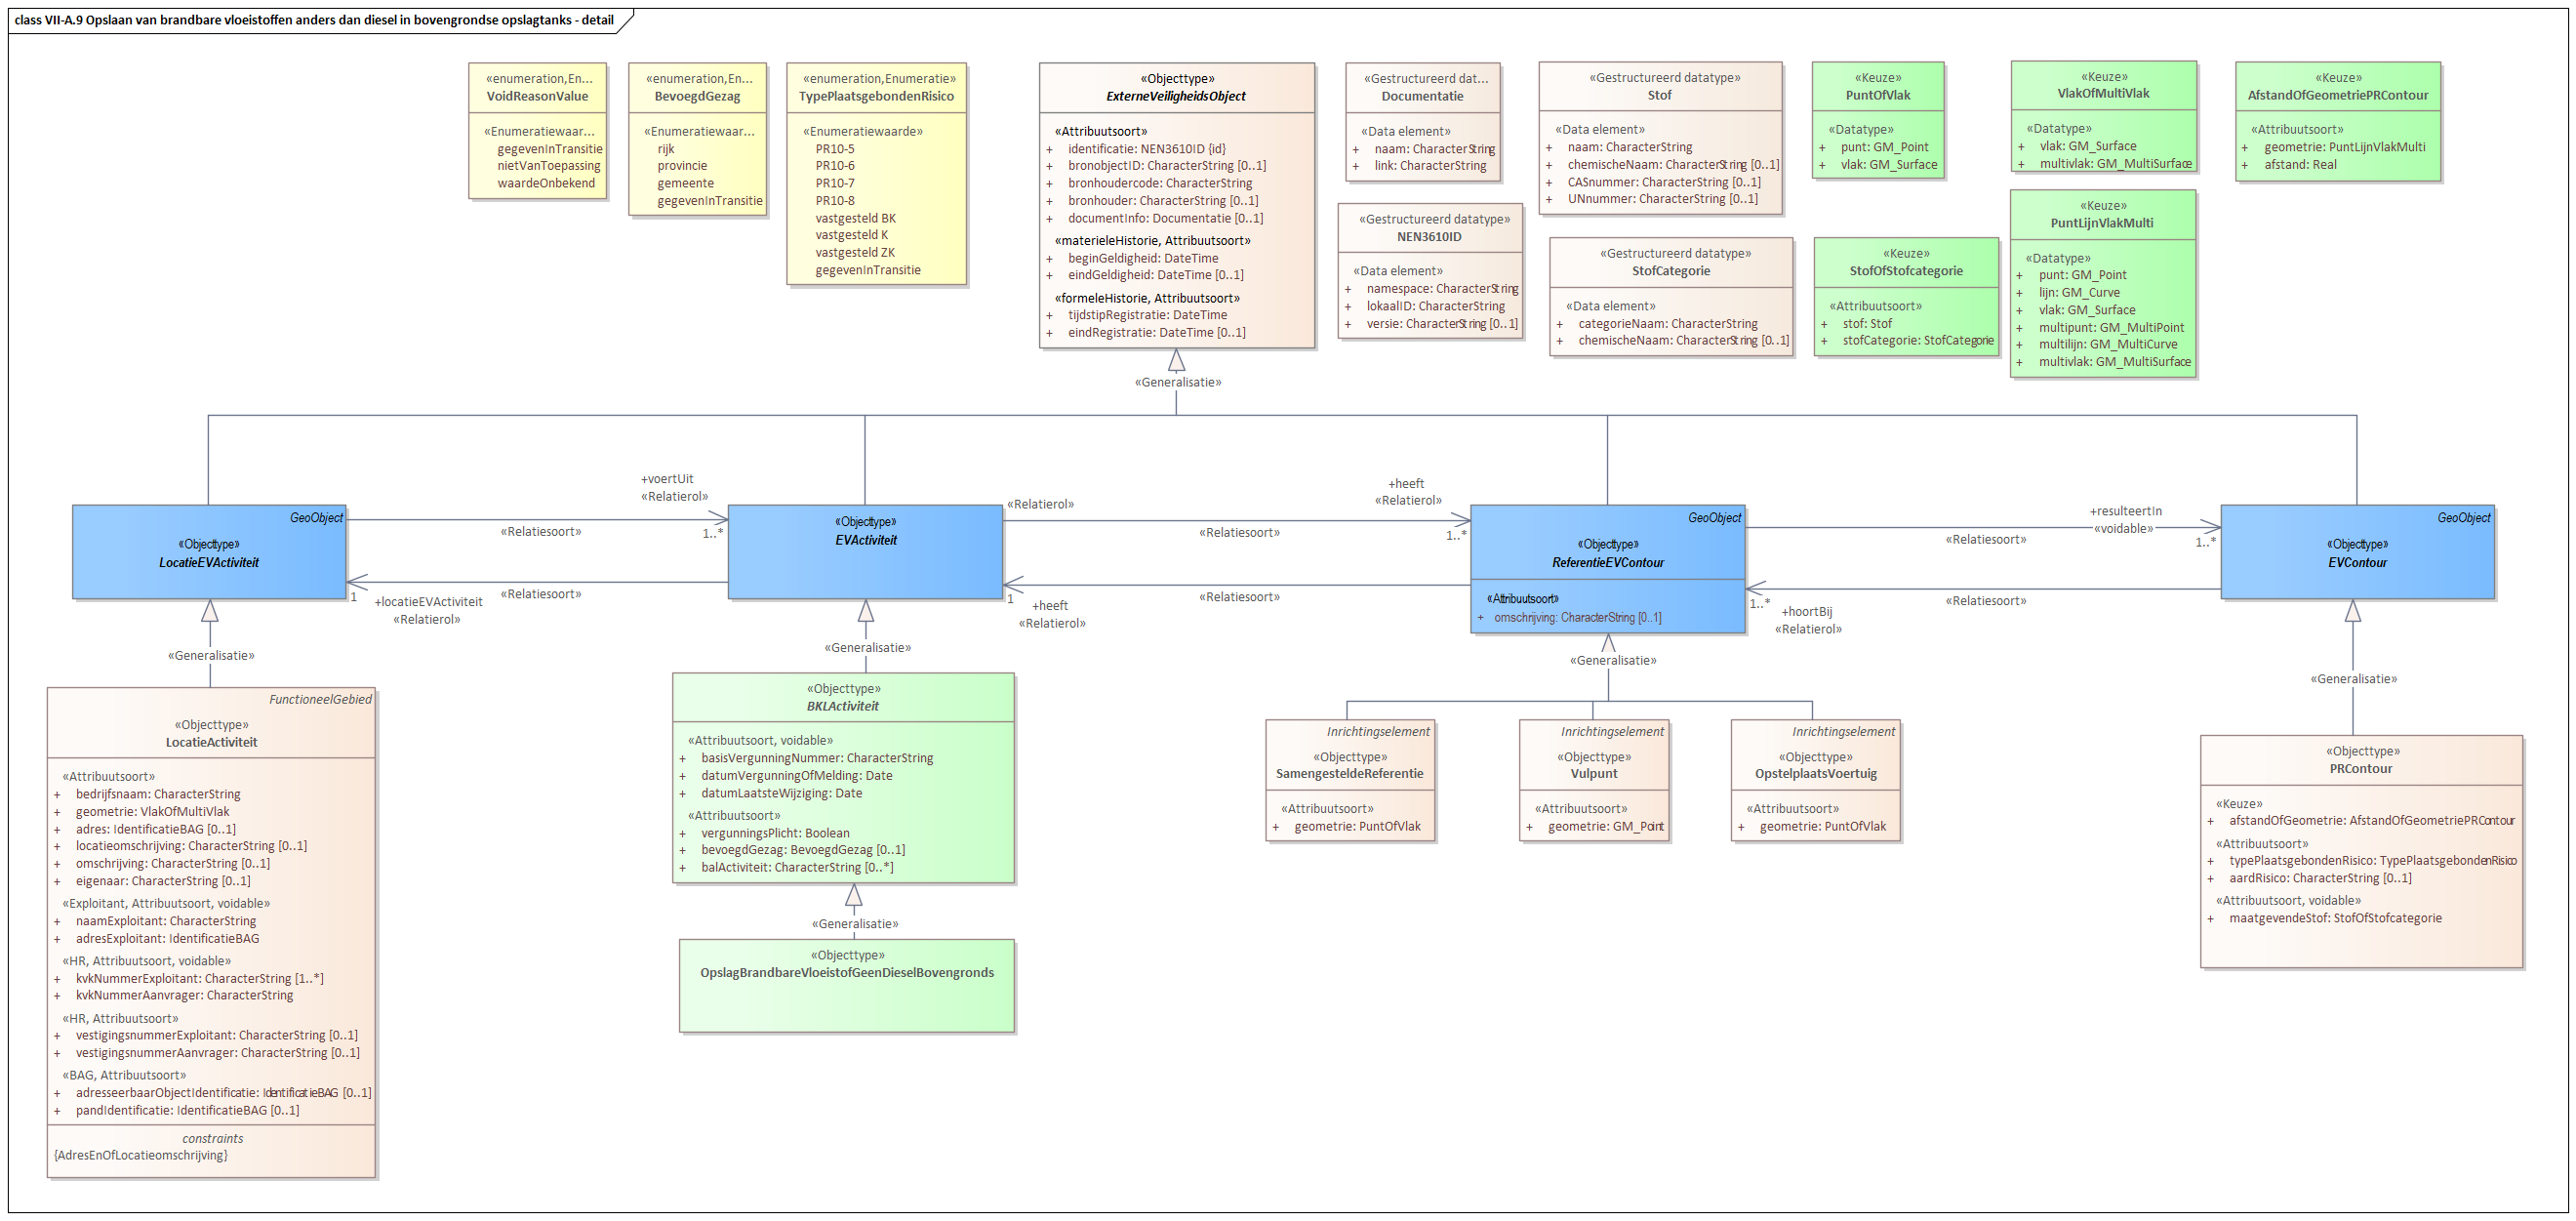 class VII-A.9 Opslaan van brandbare vloeistoffen anders dan diesel in bovengrondse opslagtanks - detail
«enumeration,En...
VoidReasonValue
«Enumeratiewaar...
gegevenInTransitie
nietVanToepassing
waardeOnbekend
«enumeration,En...
BevoegdGezag
«Enumeratiewaar...
rijk
provincie
gemeente
gegevenInTransitie
«enumeration,Enumeratie»
TypePlaatsgebondenRisico
«Enumeratiewaarde»
PR10-5
PR10-6
PR10-7
PR10-8
vastgesteld BK
vastgesteld K
vastgesteld ZK
gegevenInTransitie
«Objecttype»
ExterneVeiligheidsObject
«Attribuutsoort»
+ identificatie: NEN3610ID {id}
+ bronobjectID: CharacterString [0..1]
+ bronhoudercode: CharacterString
+ bronhouder: CharacterString [0..1]
+ documentInfo: Documentatie [0..1]
«materieleHistorie, Attribuutsoort»
+ beginGeldigheid: DateTime
+ eindGeldigheid: DateTime [0..1]
«formeleHistorie, Attribuutsoort»
+ tijdstipRegistratie: DateTime
+ eindRegistratie: DateTime [0..1]
«Gestructureerd dat...
Documentatie
«Data element»
+ naam: CharacterString
+ link: CharacterString
«Gestructureerd datatype»
NEN3610ID
«Data element»
+ namespace: CharacterString
+ lokaalID: CharacterString
+ versie: CharacterString [0..1]
«Gestructureerd datatype»
Stof
«Data element»
+ naam: CharacterString
+ chemischeNaam: CharacterString [0..1]
+ CASnummer: CharacterString [0..1]
+ UNnummer: CharacterString [0..1]
«Gestructureerd datatype»
StofCategorie
«Data element»
+ categorieNaam: CharacterString
+ chemischeNaam: CharacterString [0..1]
«Keuze»
PuntOfVlak
«Datatype»
+ punt: GM_Point
+ vlak: GM_Surface
«Keuze»
StofOfStofcategorie
«Attribuutsoort»
+ stof: Stof
+ stofCategorie: StofCategorie
«Keuze»
VlakOfMultiVlak
«Datatype»
+ vlak: GM_Surface
+ multivlak: GM_MultiSurface
«Keuze»
PuntLijnVlakMulti
«Datatype»
+ punt: GM_Point
+ lijn: GM_Curve
+ vlak: GM_Surface
+ multipunt: GM_MultiPoint
+ multilijn: GM_MultiCurve
+ multivlak: GM_MultiSurface
«Keuze»
AfstandOfGeometriePRContour
«Attribuutsoort»
+ geometrie: PuntLijnVlakMulti
+ afstand: Real
«Generalisatie»
GeoObject
«Objecttype»
LocatieEVActiviteit
+voertUit
«Relatierol»
«Relatiesoort»
1..*
«Relatiesoort»
1
+locatieEVActiviteit
«Relatierol»
«Objecttype»
EVActiviteit
«Relatierol»
«Relatiesoort»
+heeft
«Relatierol»
1..*
«Relatiesoort»
1
+heeft
«Relatierol»
GeoObject
«Objecttype»
ReferentieEVContour
«Attribuutsoort»
+ omschrijving: CharacterString [0..1]
+resulteertIn
«voidable»
«Relatiesoort»
1..*
«Relatiesoort»
1..*
+hoortBij
«Relatierol»
GeoObject
«Objecttype»
EVContour
«Generalisatie»
«Generalisatie»
«Generalisatie»
«Generalisatie»
FunctioneelGebied
«Objecttype»
LocatieActiviteit
«Attribuutsoort»
+ bedrijfsnaam: CharacterString
+ geometrie: VlakOfMultiVlak
+ adres: IdentificatieBAG [0..1]
+ locatieomschrijving: CharacterString [0..1]
+ omschrijving: CharacterString [0..1]
+ eigenaar: CharacterString [0..1]
«Exploitant, Attribuutsoort, voidable»
+ naamExploitant: CharacterString
+ adresExploitant: IdentificatieBAG
«HR, Attribuutsoort, voidable»
+ kvkNummerExploitant: CharacterString [1..*]
+ kvkNummerAanvrager: CharacterString
«HR, Attribuutsoort»
+ vestigingsnummerExploitant: CharacterString [0..1]
+ vestigingsnummerAanvrager: CharacterString [0..1]
«BAG, Attribuutsoort»
+ adresseerbaarObjectIdentificatie: IdentificatieBAG [0..1]
+ pandIdentificatie: IdentificatieBAG [0..1]
constraints
{AdresEnOfLocatieomschrijving}
«Objecttype»
BKLActiviteit
«Attribuutsoort, voidable»
+ basisVergunningNummer: CharacterString
+ datumVergunningOfMelding: Date
+ datumLaatsteWijziging: Date
«Attribuutsoort»
+ vergunningsPlicht: Boolean
+ bevoegdGezag: BevoegdGezag [0..1]
+ balActiviteit: CharacterString [0..*]
«Generalisatie»
«Objecttype»
OpslagBrandbareVloeistofGeenDieselBovengronds
Inrichtingselement
«Objecttype»
SamengesteldeReferentie
«Attribuutsoort»
+ geometrie: PuntOfVlak
Inrichtingselement
«Objecttype»
Vulpunt
«Attribuutsoort»
+ geometrie: GM_Point
Inrichtingselement
«Objecttype»
OpstelplaatsVoertuig
«Attribuutsoort»
+ geometrie: PuntOfVlak
«Objecttype»
PRContour
«Keuze»
+ afstandOfGeometrie: AfstandOfGeometriePRContour
«Attribuutsoort»
+ typePlaatsgebondenRisico: TypePlaatsgebondenRisico
+ aardRisico: CharacterString [0..1]
«Attribuutsoort, voidable»
+ maatgevendeStof: StofOfStofcategorie